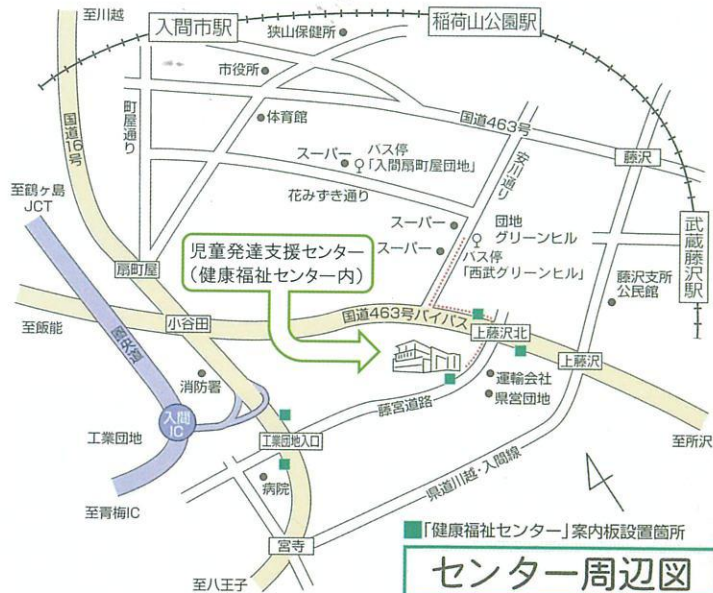 至川越
入間市駅
狭山保健所
稲荷山公園駅
市役所
国道16号
町屋通り
体育館
国道463号
藤沢
スーパー
バス停
「入間扇町屋団地」
安川通り
花みずき通り
至鶴ヶ島
JCT
スーパー
スーパー
団地
グリーンヒル
バス停
「西武グリーンヒル」
武蔵藤沢駅
児童発達支援センター
(健康福祉センター内)
扇町屋
藤沢支所
公民館
至飯能
小谷田
国道463号バイパス
上藤沢北
圏央道
消防署
上藤沢
運輸会社
県営団地
藤宮道路
入間
IC
工業団地
工業団地入口
至所沢
病院
県道川越・入間線
至青梅IC
宮寺
「健康福祉センター」案内板設置箇所
至八王子
センター周辺図